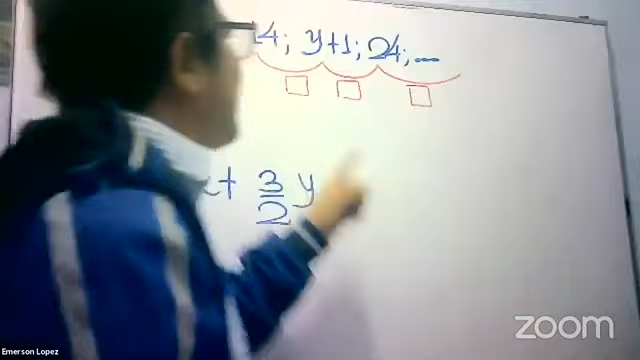 4; y+1; 24; ...
+ 3/2 y
zoom
Emerson Lopez